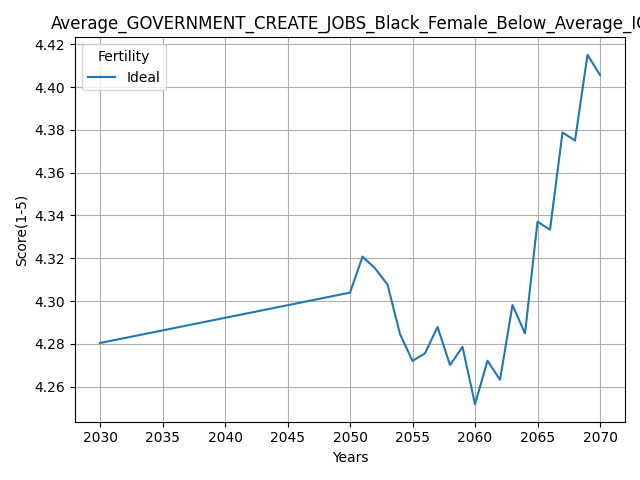 Average_GOVERNMENT_CREATE_JOBS_Black_Female_Below_Average_IQ
Fertility
Ideal
4.42
4.40
4.38
4.36
4.34
4.32
4.30
4.28
4.26
Score(1-5)
2030 2035 2040 2045 2050 2055 2060 2065 2070
Years